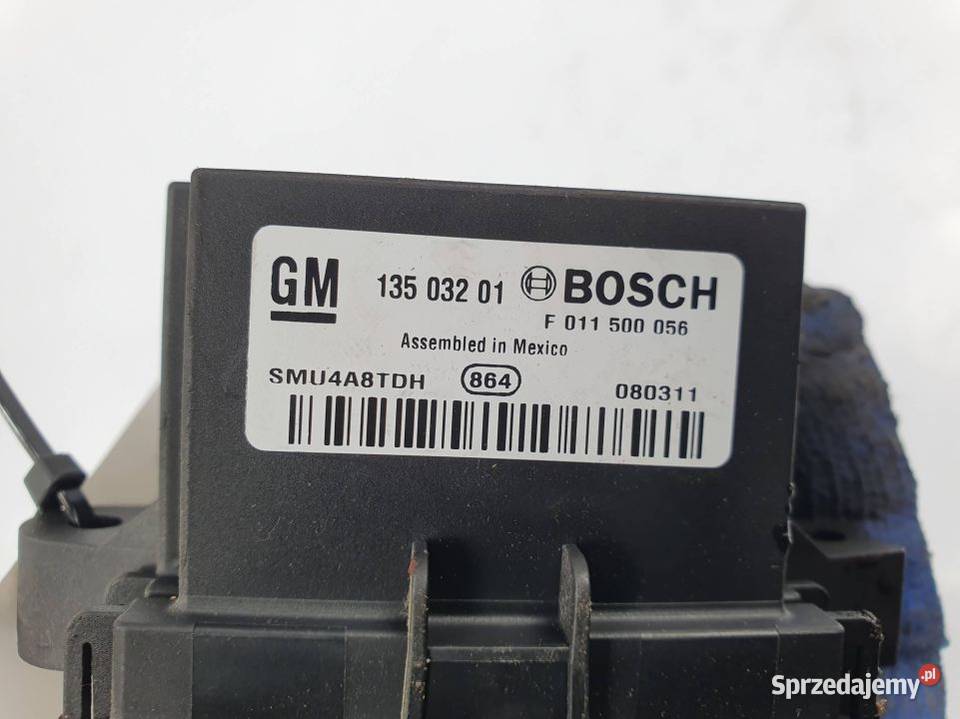 GM 135 032 01 BOSCH
F 011 500 056
Assembled in Mexico
SMU4A8TDH 864 080311
Sprzedajemy.pl